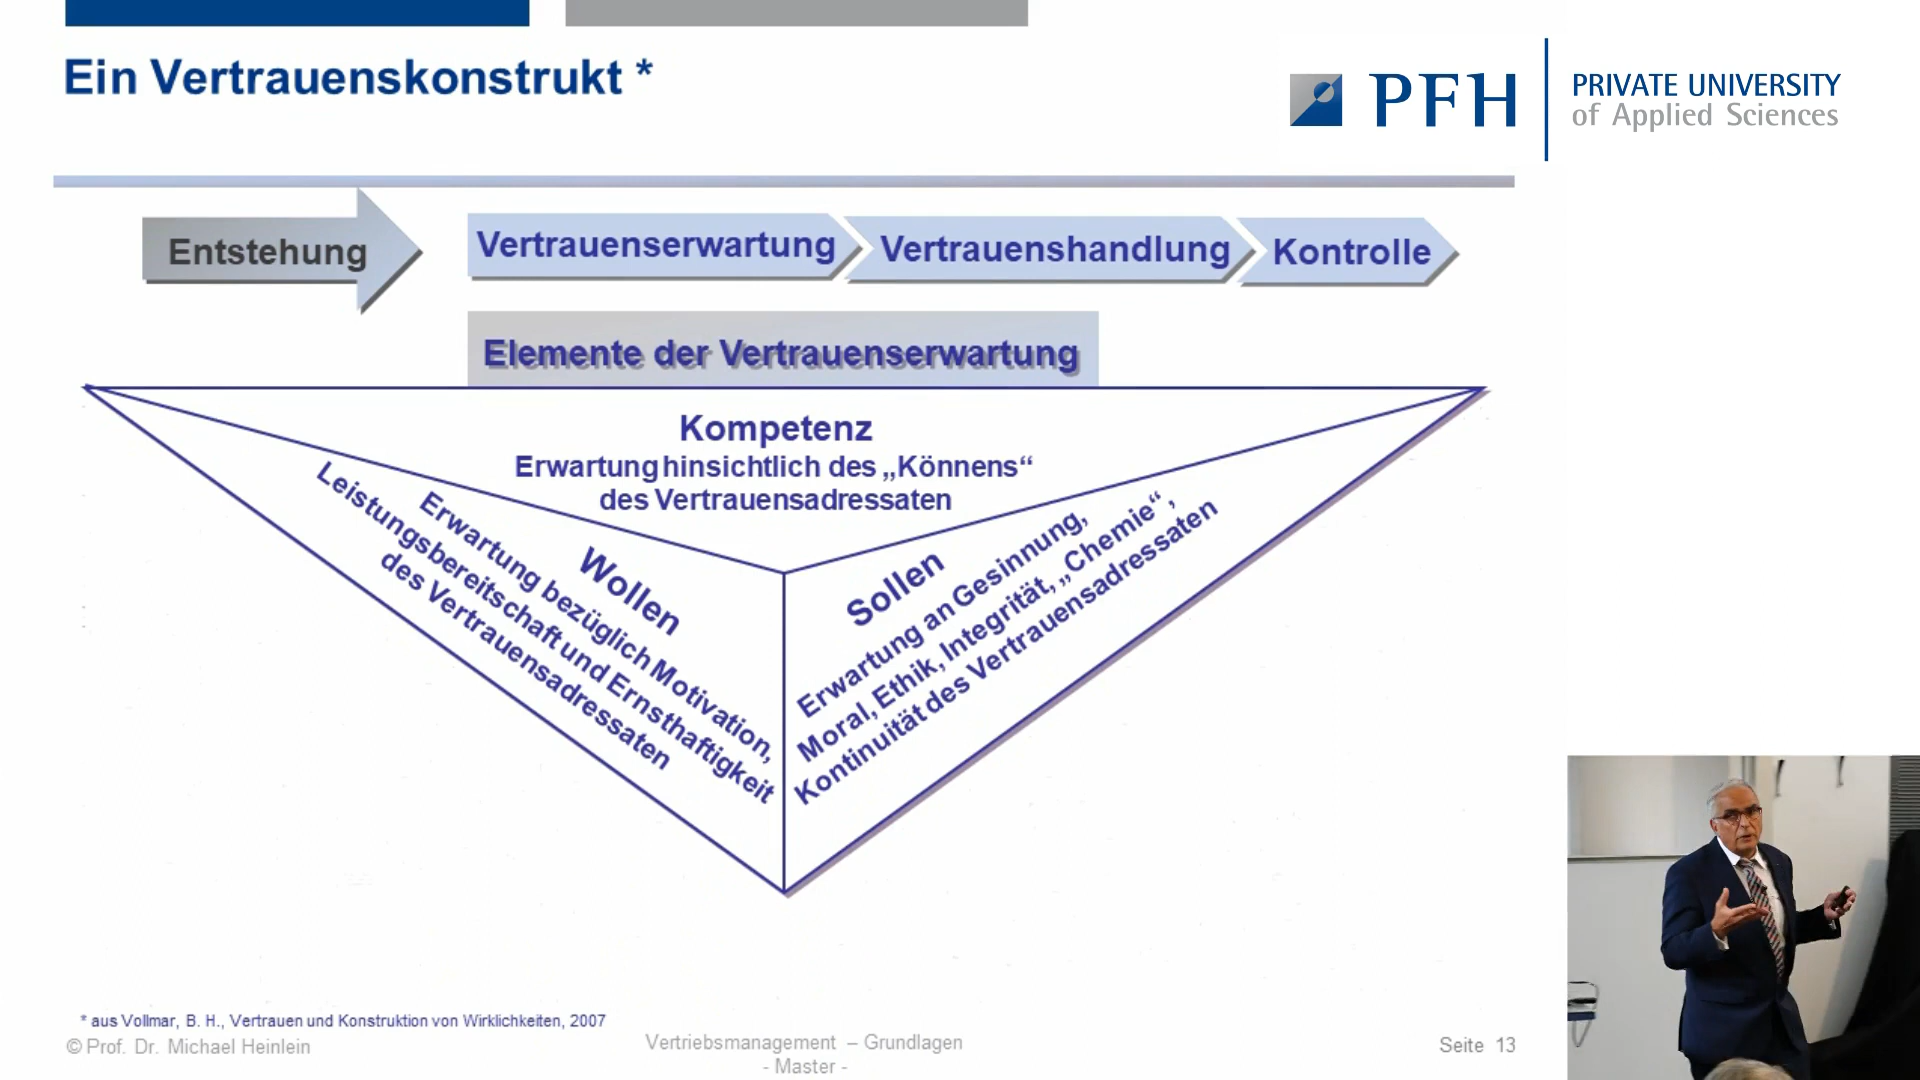 Ein Vertrauenskonstrukt *
PFH
PRIVATE UNIVERSITY
of Applied Sciences
Entstehung
Vertrauenserwartung
Vertrauenshandlung
Kontrolle
Elemente der Vertrauenserwartung
Kompetenz
Erwartung hinsichtlich des „Könnens“
des Vertrauensadressaten
Wollen
Erwartung bezüglich Motivation,
Leistungsbereitschaft und Ernsthaftigkeit
des Vertrauensadressaten
Sollen
Erwartung an Gesinnung,
Moral, Ethik, Integrität, „Chemie“,
Kontinuität des Vertrauensadressaten
* aus Vollmar, B. H., Vertrauen und Konstruktion von Wirklichkeiten, 2007
© Prof. Dr. Michael Heinlein
Vertriebsmanagement – Grundlagen
- Master -
Seite 13